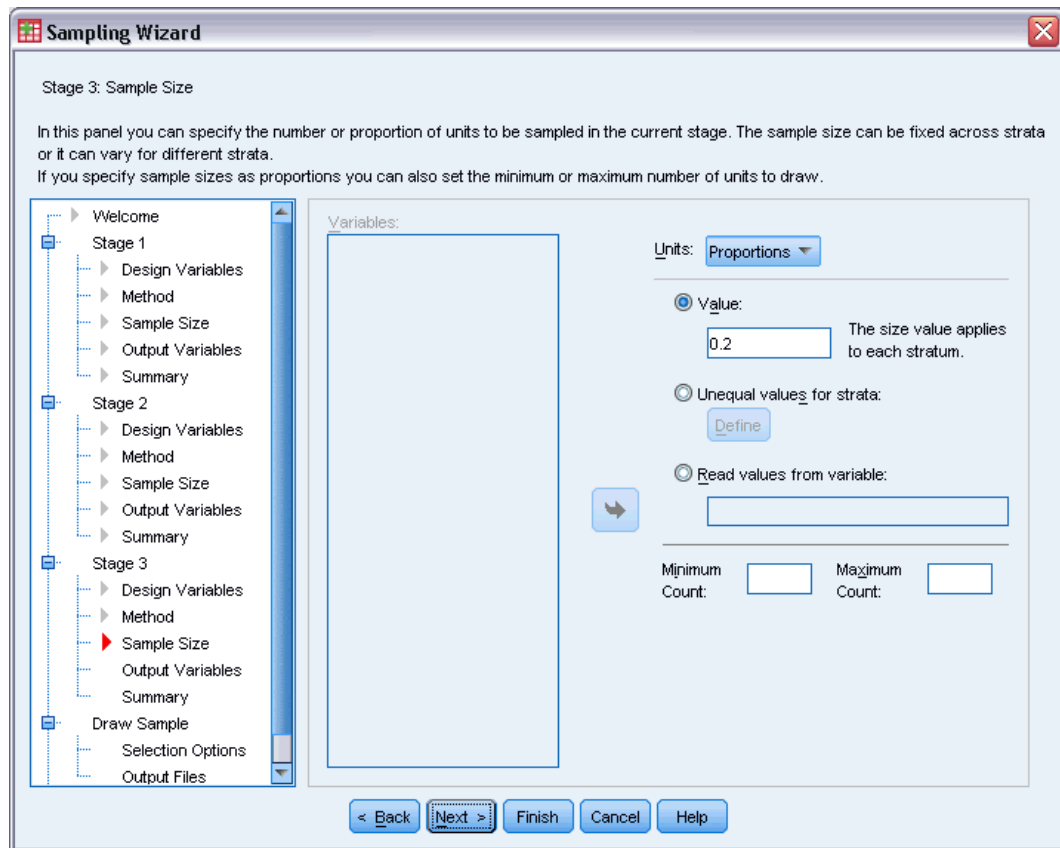 Sampling Wizard
Stage 3: Sample Size
In this panel you can specify the number or proportion of units to be sampled in the current stage. The sample size can be fixed across strata
or it can vary for different strata.
If you specify sample sizes as proportions you can also set the minimum or maximum number of units to draw.
Welcome
Stage 1
Design Variables
Method
Sample Size
Output Variables
Summary
Stage 2
Design Variables
Method
Sample Size
Output Variables
Summary
Stage 3
Design Variables
Method
Sample Size
Output Variables
Summary
Draw Sample
Selection Options
Output Files
Variables:
Units: Proportions
Value:
0.2
The size value applies
to each stratum.
Unequal values for strata:
Define
Read values from variable:
Minimum
Count:
Maximum
Count:
< Back Next > Finish Cancel Help